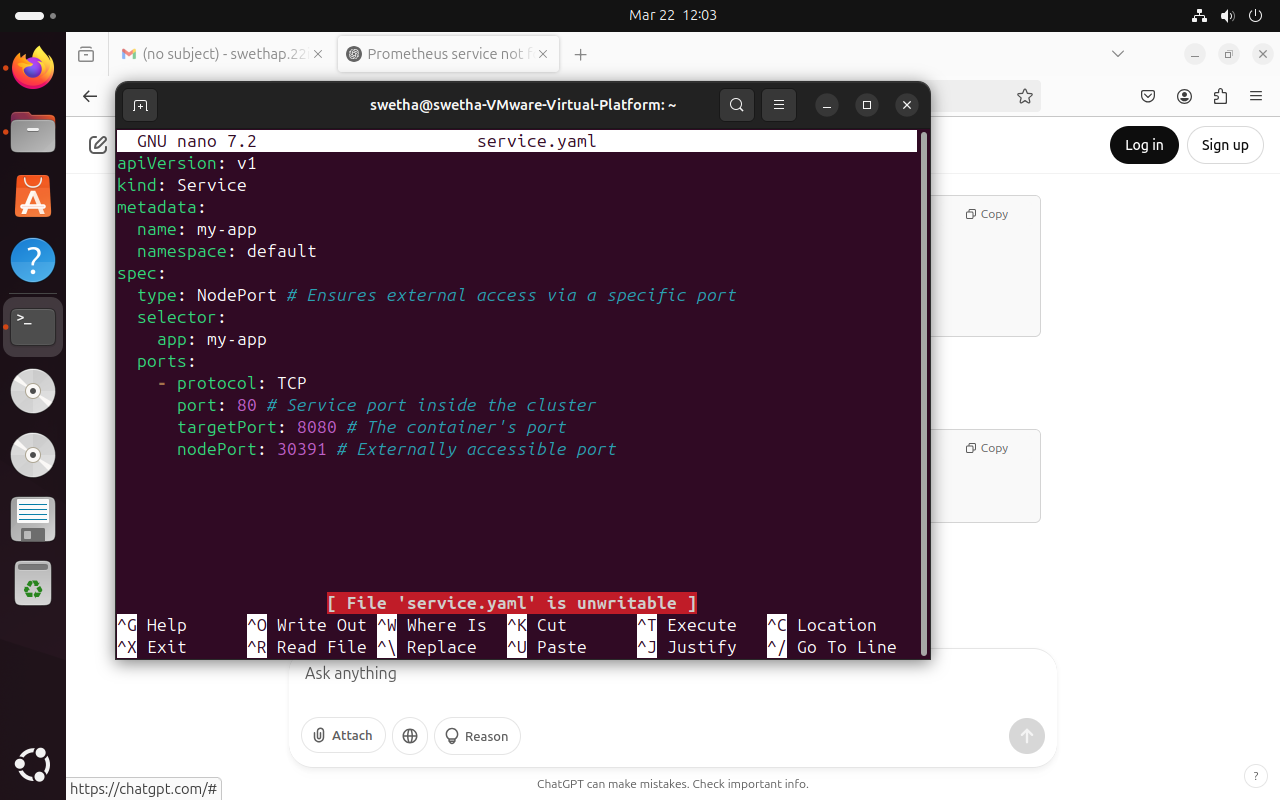 Mar 22 12:03
(no subject) - swethap.22
Prometheus service not f
swetha@swetha-VMware-Virtual-Platform: ~
Log in
Sign up
GNU nano 7.2 service.yaml
apiVersion: v1
kind: Service
metadata:
name: my-app
namespace: default
spec:
type: NodePort # Ensures external access via a specific port
selector:
app: my-app
ports:
- protocol: TCP
port: 80 # Service port inside the cluster
targetPort: 8080 # The container's port
nodePort: 30391 # Externally accessible port
Copy
Copy
[ File 'service.yaml' is unwritable ]
^G Help ^O Write Out ^W Where Is ^K Cut ^T Execute ^C Location
^X Exit ^R Read File ^\ Replace ^U Paste ^J Justify ^/ Go To Line
Ask anything
Attach
Reason
ChatGPT can make mistakes. Check important info.
?
https://chatgpt.com/#